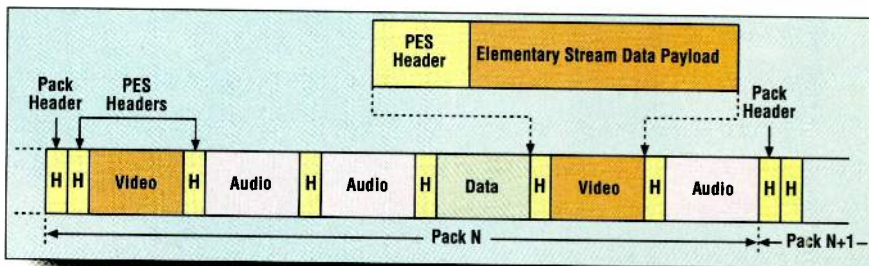 PES
Header
Elementary Stream Data Payload
Pack
Header
PES
Headers
Pack
Header
H H Video H Audio H Audio H Data H Video H Audio H H
Pack N
Pack N+1